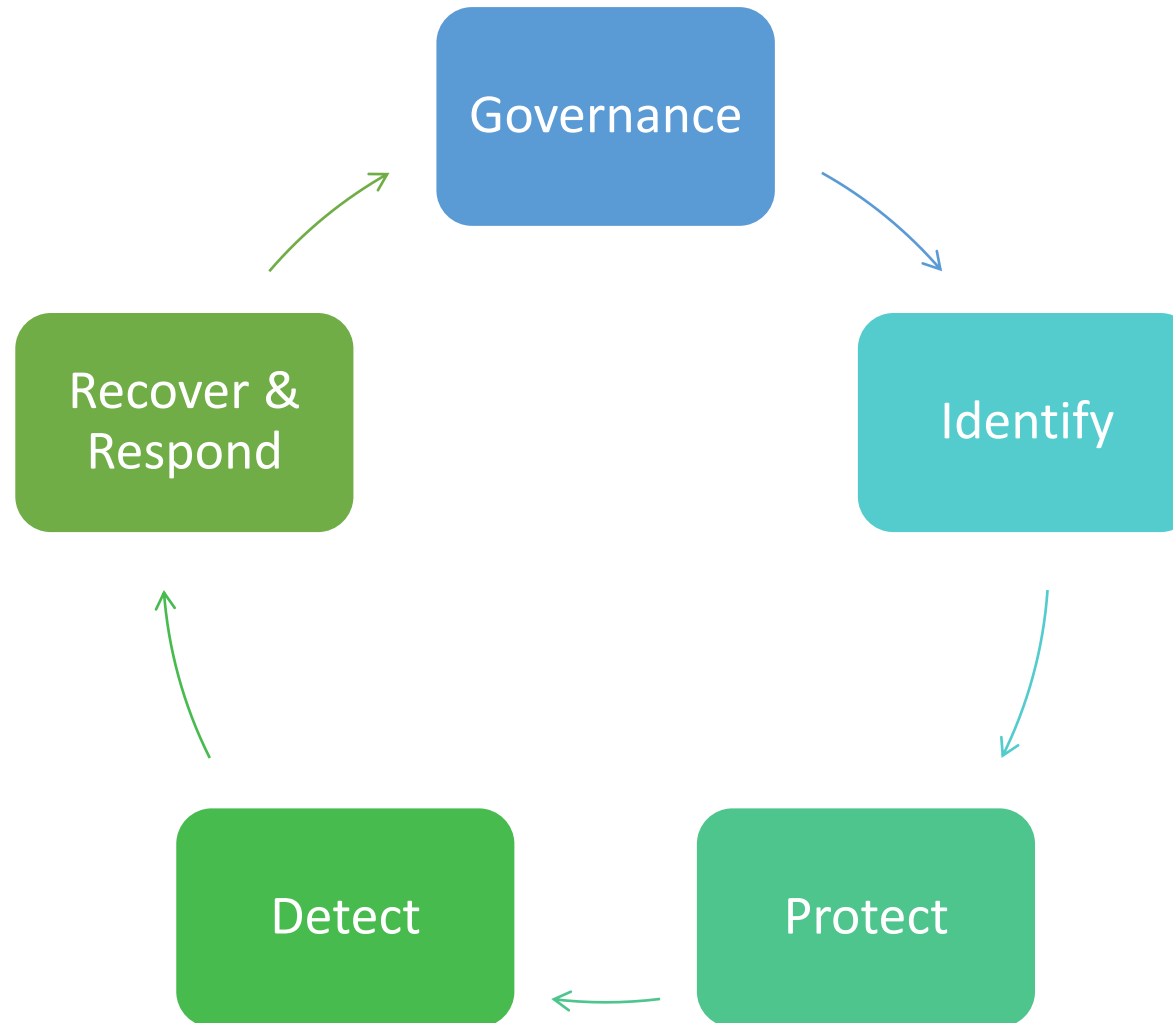 Governance
Identify
Protect
Detect
Recover &
Respond